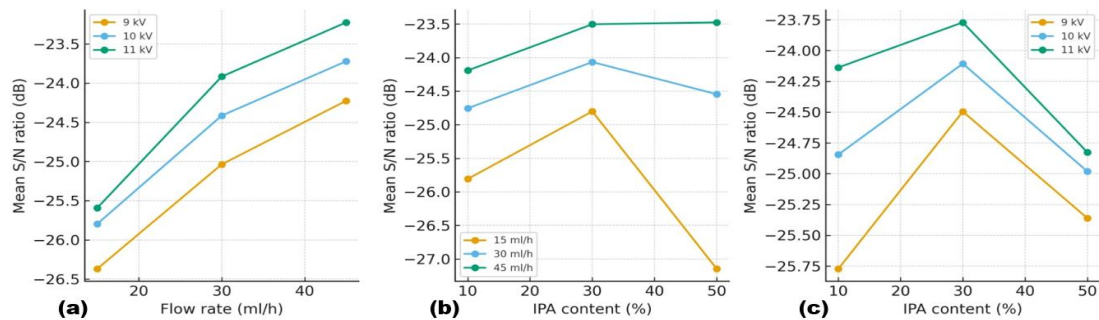 Mean S/N ratio (dB)
−23.5
−24.0
−24.5
−25.0
−25.5
−26.0
−26.5
9 kV
10 kV
11 kV
20
30
40
(a)
Flow rate (ml/h)
Mean S/N ratio (dB)
−23.5
−24.0
−24.5
−25.0
−25.5
−26.0
−26.5
−27.0
15 ml/h
30 ml/h
45 ml/h
10
20
30
40
50
(b)
IPA content (%)
Mean S/N ratio (dB)
−23.75
−24.00
−24.25
−24.50
−24.75
−25.00
−25.25
−25.50
−25.75
9 kV
10 kV
11 kV
10
20
30
40
50
(c)
IPA content (%)